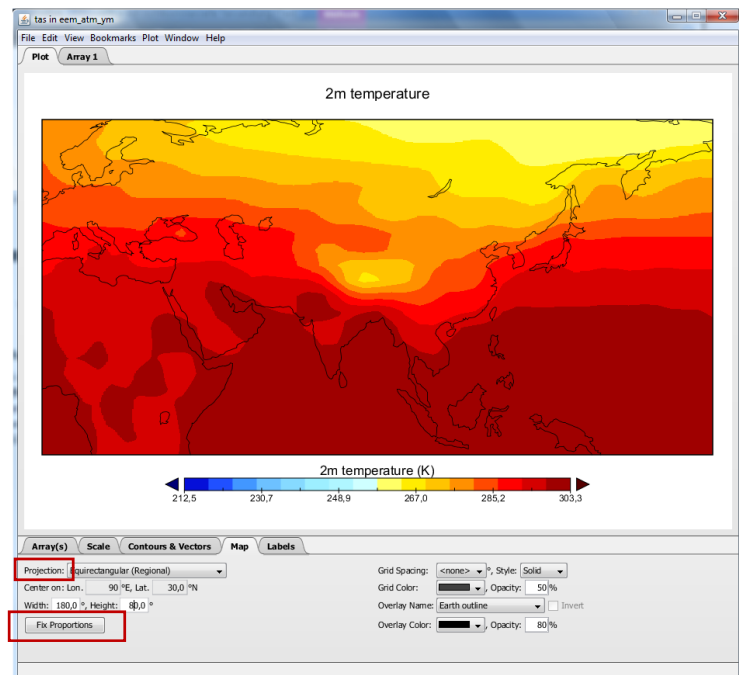 tas in eem_atm_ym
File Edit View Bookmarks Plot Window Help
Plot Array 1
2m temperature
2m temperature (K)
212,5 230,7 248,9 267,0 285,2 303,3
Array(s) Scale Contours & Vectors Map Labels
Projection: Equirectangular (Regional) Grid Spacing: <none> °, Style: Solid
Center on: Lon. 90 °E, Lat. 30,0 °N Grid Color: , Opacity: 50 %
Width: 180,0 °, Height: 80,0 ° Overlay Name: Earth outline Invert
Fix Proportions Overlay Color: , Opacity: 80 %